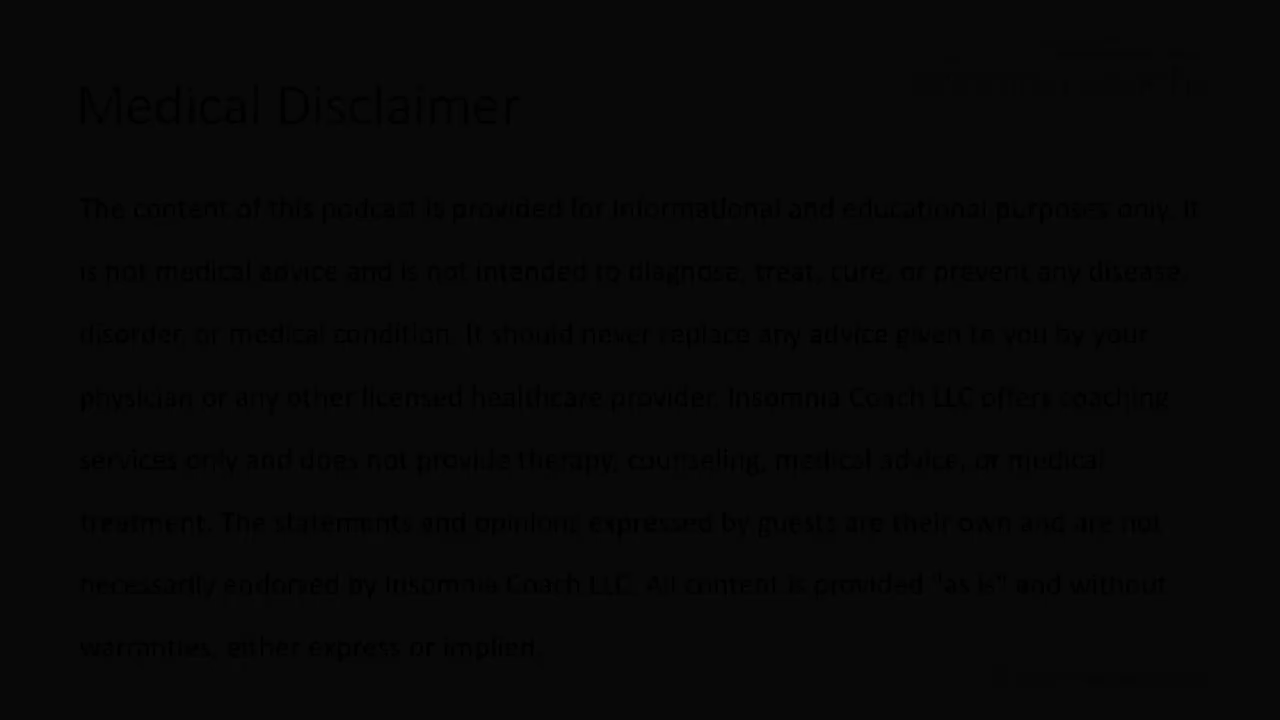 Medical Disclaimer
The content of this podcast is provided for informational and educational purposes only. It
is not medical advice and is not intended to diagnose, treat, cure, or prevent any disease,
disorder, or medical condition. It should never replace any advice given to you by your
physician or any other licensed healthcare provider. Insomnia Coach LLC offers coaching
services only and does not provide therapy, counseling, medical advice, or medical
treatment. The statements and opinions expressed by guests are their own and are not
necessarily endorsed by Insomnia Coach LLC. All content is provided "as is" and without
warranties, either express or implied.